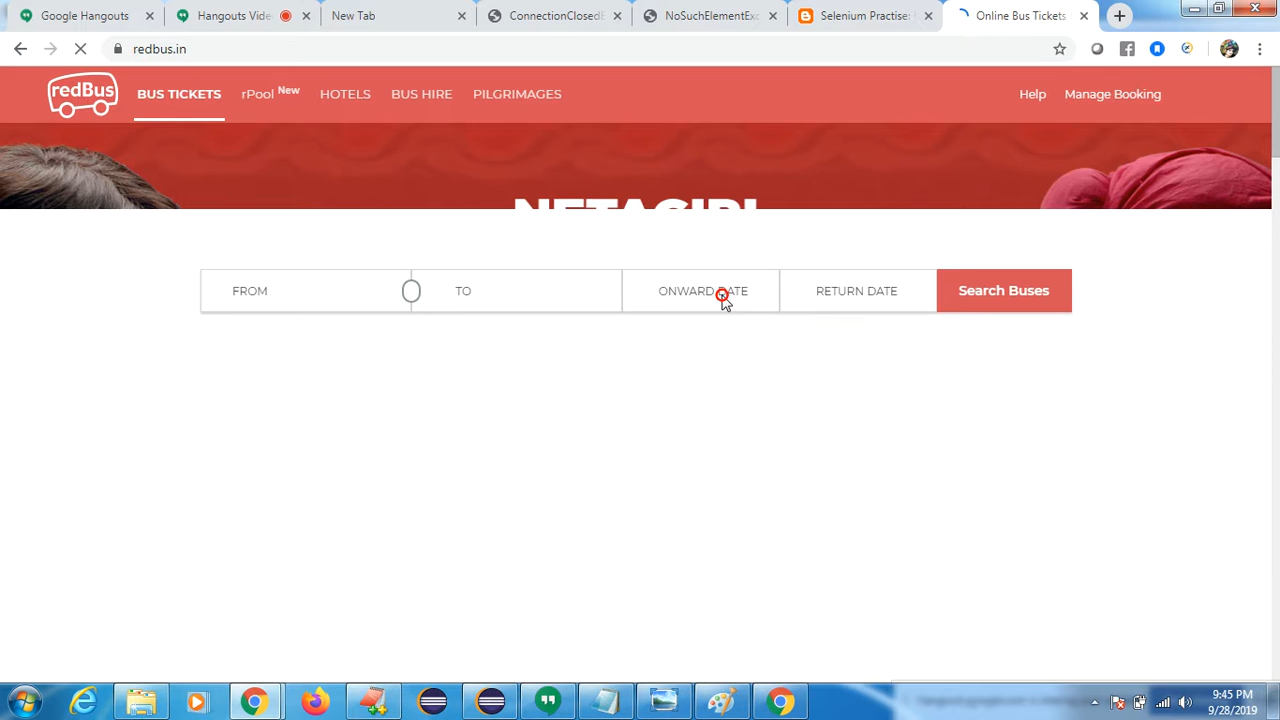 Google Hangouts
Hangouts Vide
New Tab
ConnectionClosedE
NoSuchElementExc
Selenium Practise:
Online Bus Tickets
redbus.in
redBus
BUS TICKETS
rPool New
HOTELS
BUS HIRE
PILGRIMAGES
Help
Manage Booking
NETAGIRI
FROM
TO
ONWARD DATE
RETURN DATE
Search Buses
9:45 PM
9/28/2019